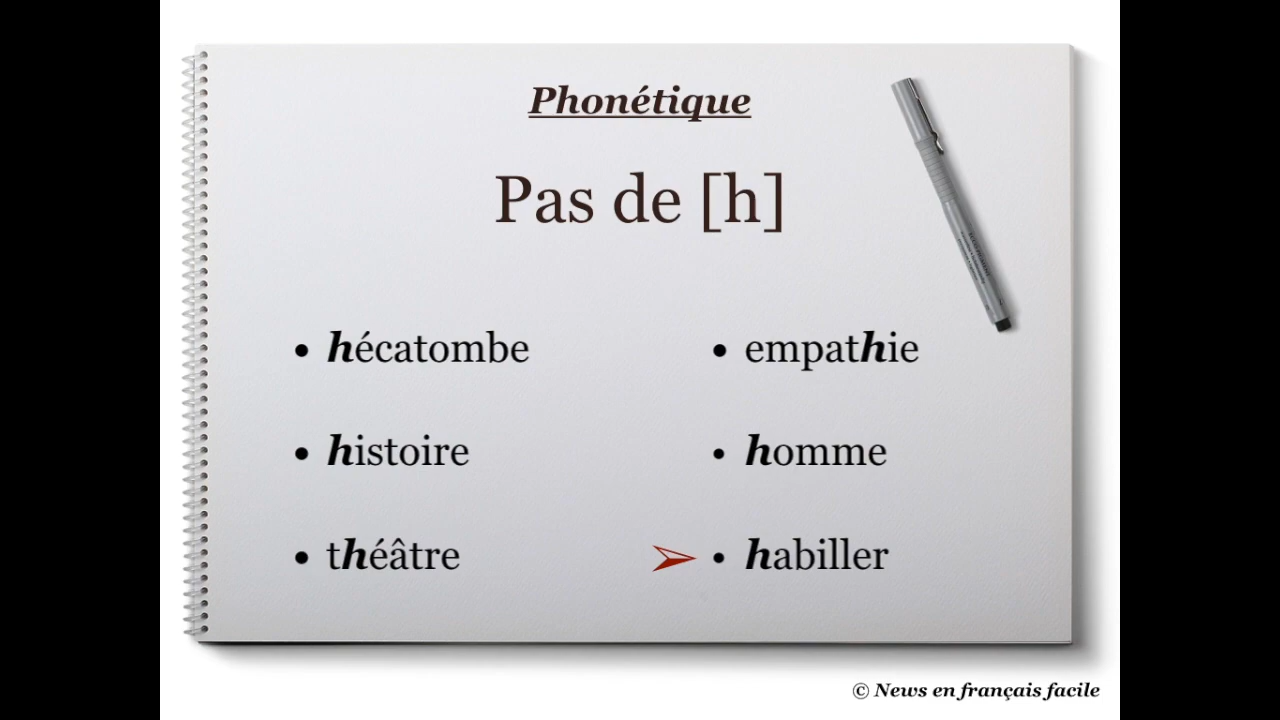 Phonétique
Pas de [h]
• hécatombe
• histoire
• théâtre
• empathie
• homme
➢ • habiller
© News en français facile